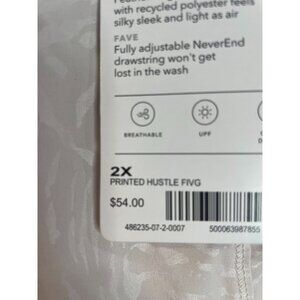 with recycled polyester feels
silky sleek and light as air
FAVE
Fully adjustable NeverEnd
drawstring won't get
lost in the wash
BREATHABLE
UPF
2X
PRINTED HUSTLE FIVG
$54.00
486235-07-2-0007 500063987855